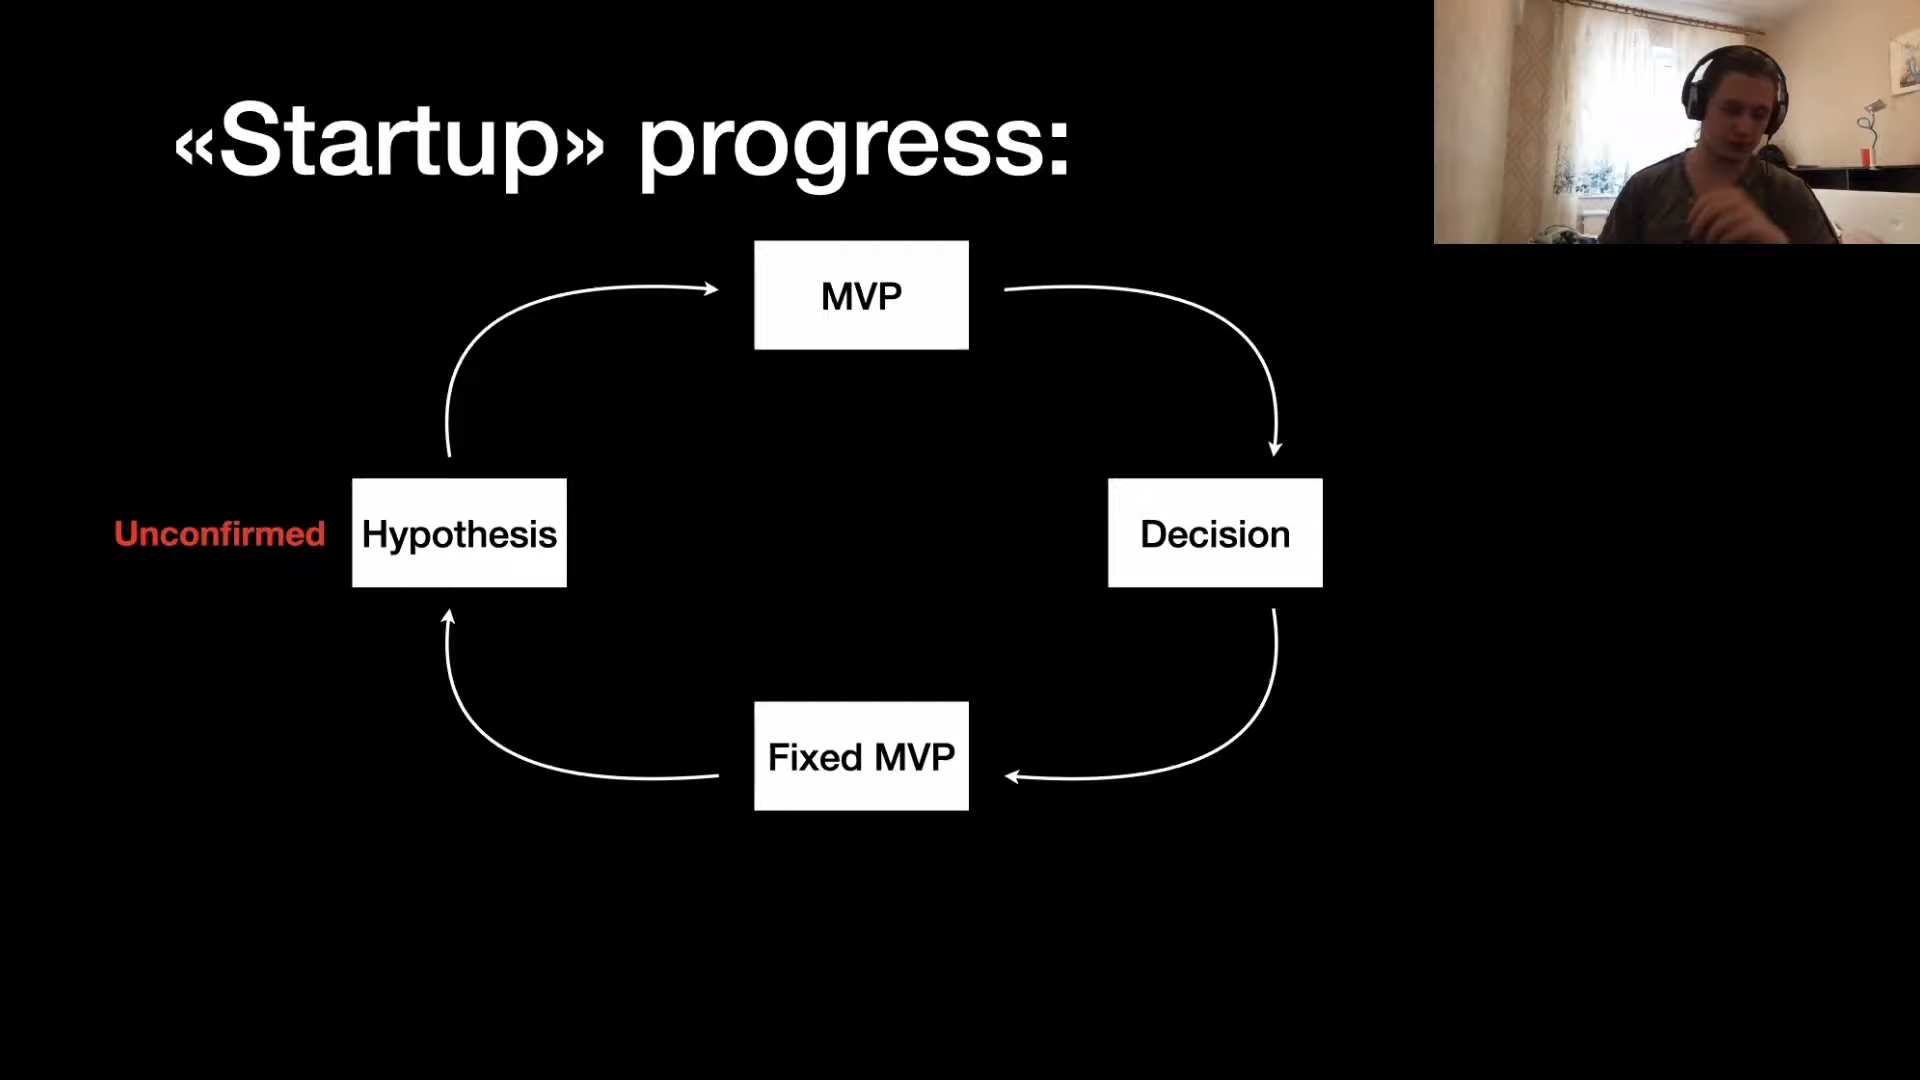 «Startup» progress:
MVP
Unconfirmed
Hypothesis
Decision
Fixed MVP